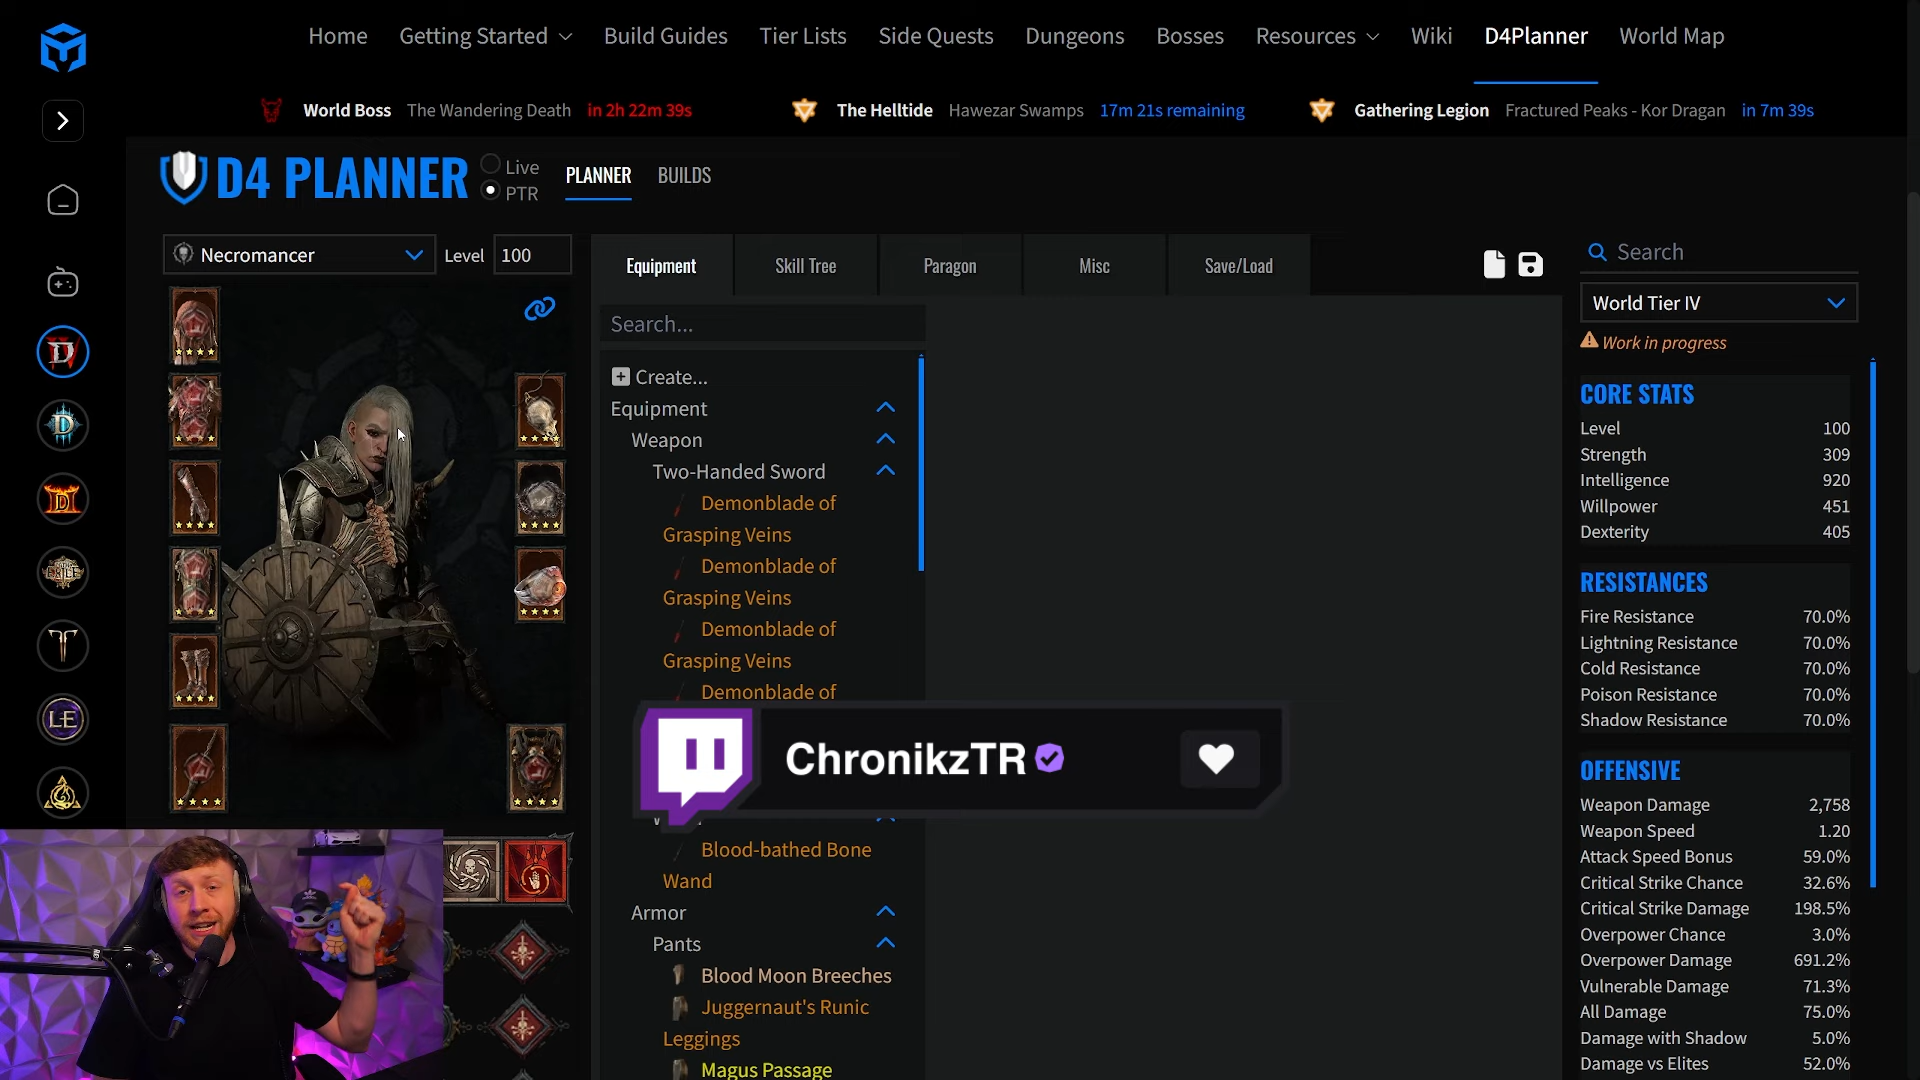 Home
Getting Started
Build Guides
Tier Lists
Side Quests
Dungeons
Bosses
Resources
Wiki
D4Planner
World Map
World Boss The Wandering Death in 2h 22m 39s
The Helltide Hawezar Swamps 17m 21s remaining
Gathering Legion Fractured Peaks - Kor Dragan in 7m 39s
D4 PLANNER
Live
PTR
PLANNER
BUILDS
Necromancer
Level 100
Equipment
Skill Tree
Paragon
Misc
Save/Load
Search...
Create...
Equipment
Weapon
Two-Handed Sword
Demonblade of
Grasping Veins
Demonblade of
Grasping Veins
Demonblade of
Grasping Veins
Demonblade of
ChronikzTR
Blood-bathed Bone
Wand
Armor
Pants
Blood Moon Breeches
Juggernaut's Runic
Leggings
Magus Passage
Search
World Tier IV
Work in progress
CORE STATS
Level 100
Strength 309
Intelligence 920
Willpower 451
Dexterity 405
RESISTANCES
Fire Resistance 70.0%
Lightning Resistance 70.0%
Cold Resistance 70.0%
Poison Resistance 70.0%
Shadow Resistance 70.0%
OFFENSIVE
Weapon Damage 2,758
Weapon Speed 1.20
Attack Speed Bonus 59.0%
Critical Strike Chance 32.6%
Critical Strike Damage 198.5%
Overpower Chance 3.0%
Overpower Damage 691.2%
Vulnerable Damage 71.3%
All Damage 75.0%
Damage with Shadow 5.0%
Damage vs Elites 52.0%
LE